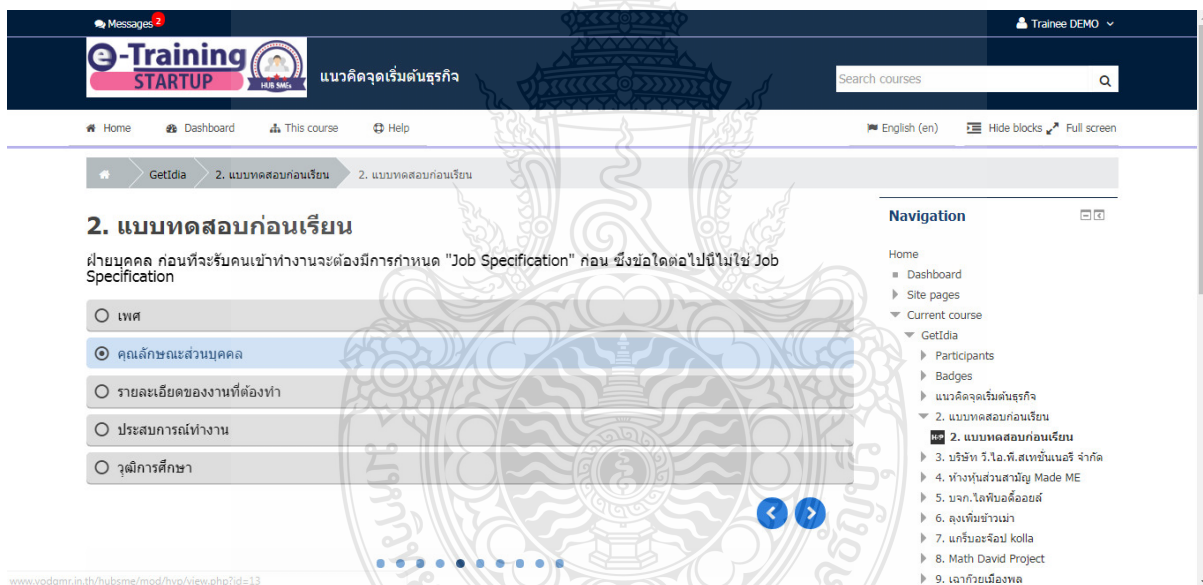 Messages 2
Trainee DEMO
e-Training
STARTUP
HUB SMEs
แนวคิดจุดเริ่มต้นธุรกิจ
Search courses
Home Dashboard This course Help
English (en) Hide blocks Full screen
GetIdia 2. แบบทดสอบก่อนเรียน 2. แบบทดสอบก่อนเรียน
2. แบบทดสอบก่อนเรียน
ฝ่ายบุคคล ก่อนที่จะรับคนเข้าทำงานจะต้องมีการกำหนด "Job Specification" ก่อน ซึ่งข้อใดต่อไปนี้ไม่ใช่ Job
Specification
เพศ
คุณลักษณะส่วนบุคคล
รายละเอียดของงานที่ต้องทำ
ประสบการณ์ทำงาน
วุฒิการศึกษา
Navigation
Home
Dashboard
Site pages
Current course
GetIdia
Participants
Badges
แนวคิดจุดเริ่มต้นธุรกิจ
2. แบบทดสอบก่อนเรียน
H-P 2. แบบทดสอบก่อนเรียน
3. บริษัท วี.ไอ.พี.สเทชั่นเนอรี จำกัด
4. ห้างหุ้นส่วนสามัญ Made ME
5. บจก.ไลฟ์บอดี้ออยล์
6. ลุงเพิ่มข้าวเม่า
7. แกร็บอะจ๊อบ kolla
8. Math David Project
9. เฉาก๊วยเมืองพล
www.vodgmr.in.th/hubsme/mod/hvp/view.php?id=13